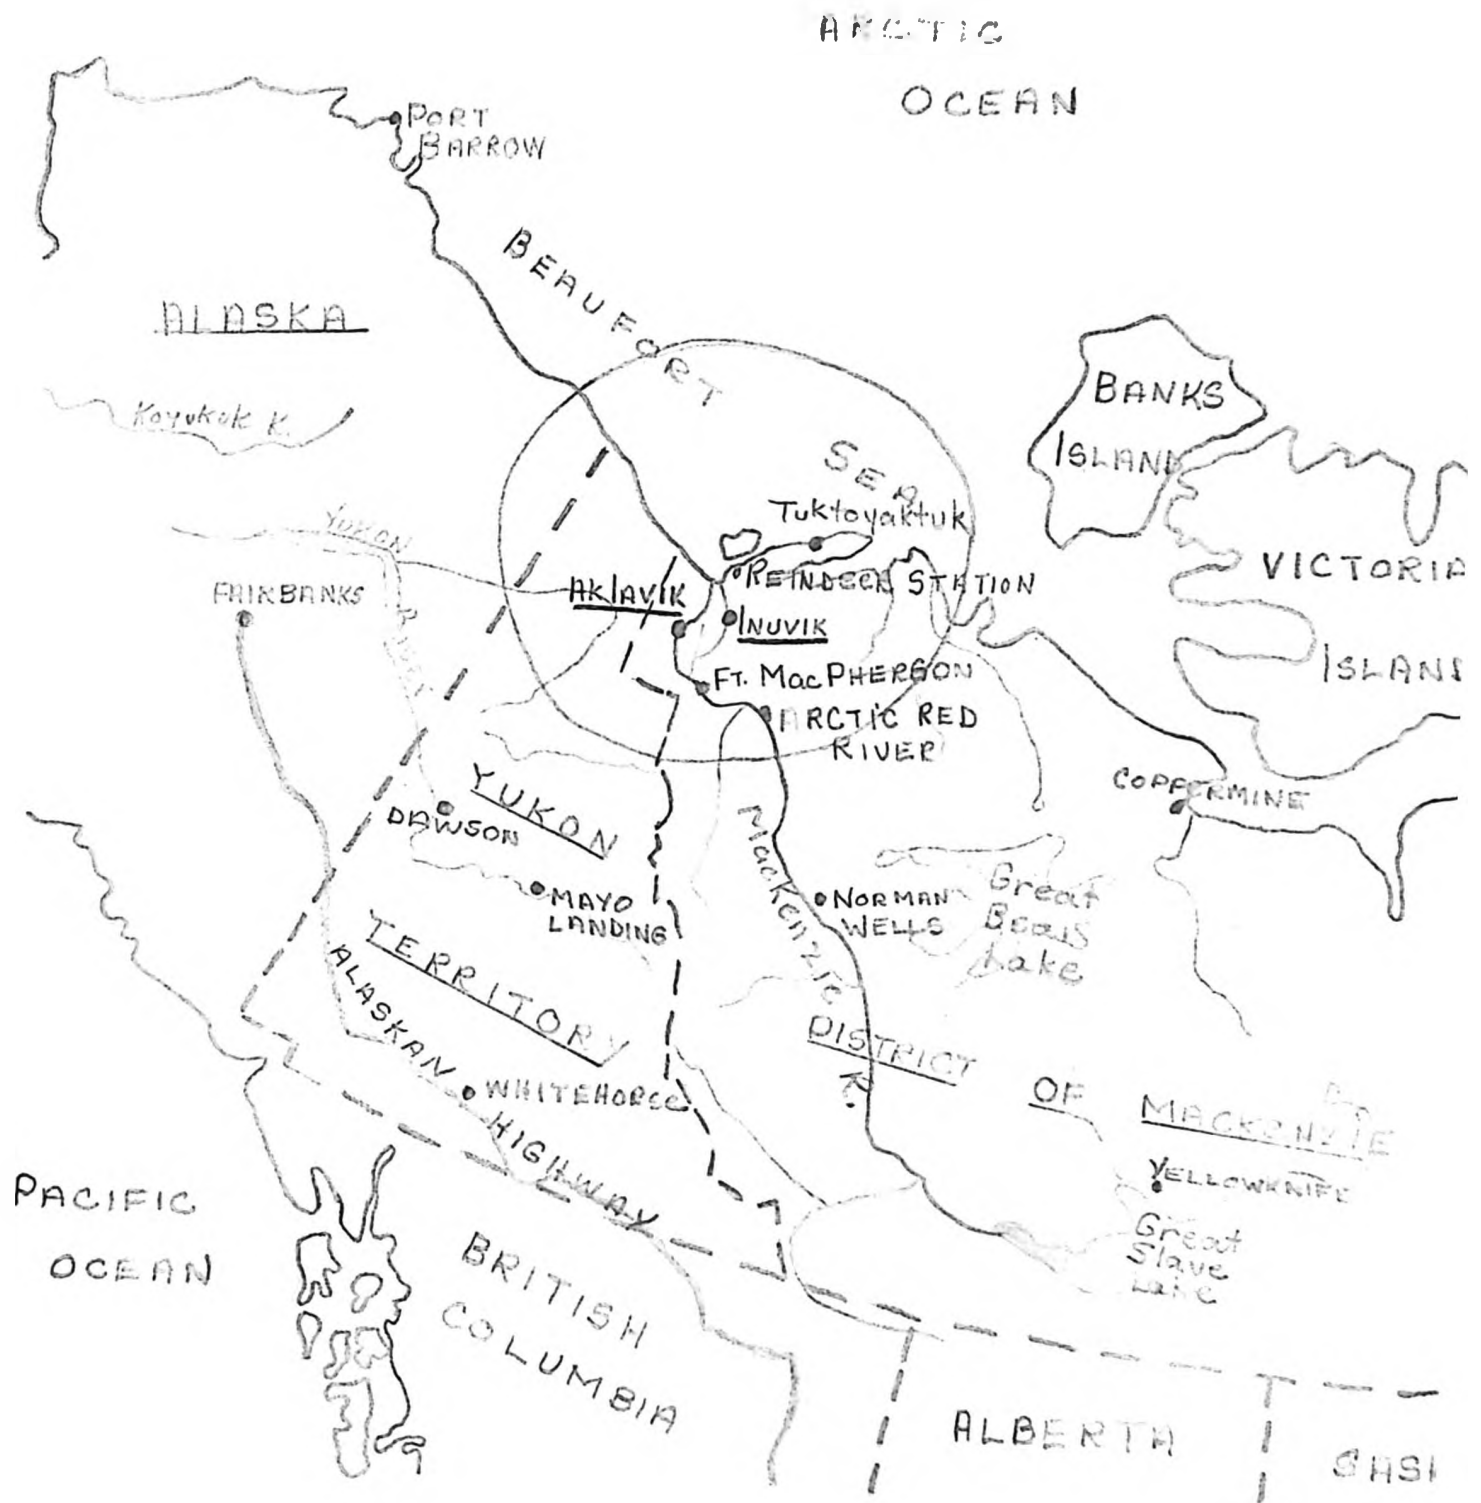 ARCTIC
OCEAN
PORT
BARROW
BEAUFORT
SEA
ALASKA
Koyukuk R.
BANKS
ISLAND
VICTORIA
ISLAND
Tuktoyaktuk
REINDEER STATION
AKLAVIK
INUVIK
YUKON
RIVER
FAIRBANKS
FT. MacPHERSON
ARCTIC RED
RIVER
COPPERMINE
YUKON
TERRITORY
DAWSON
MAYO
LANDING
Mackenzie
R.
NORMAN
WELLS
Great
Bear
Lake
ALASKAN
HIGHWAY
WHITEHORSE
DISTRICT OF MACKENZIE
YELLOWKNIFE
Great
Slave
Lake
PACIFIC
OCEAN
BRITISH
COLUMBIA
ALBERTA
SASK